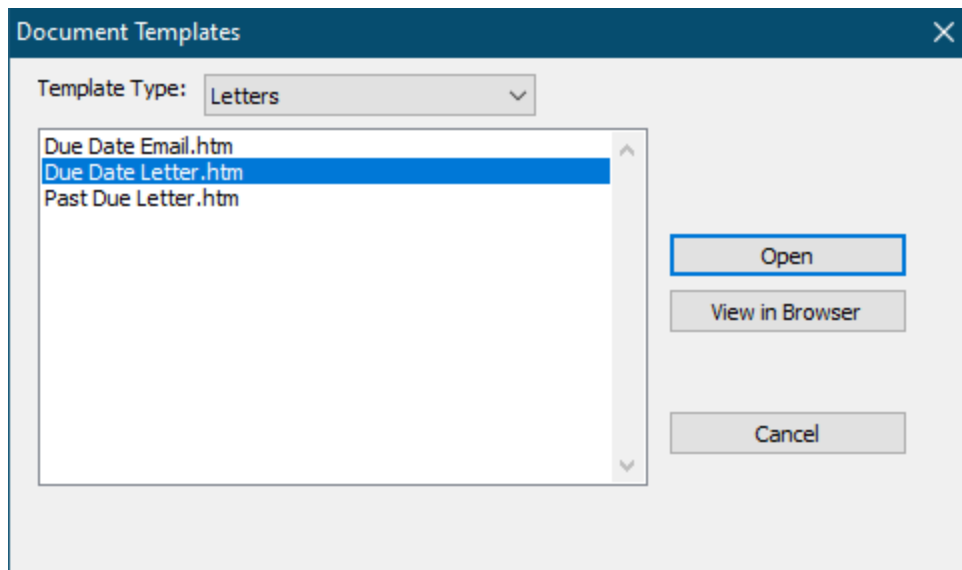 Document Templates
Template Type: Letters
Due Date Email.htm
Due Date Letter.htm
Past Due Letter.htm
Open
View in Browser
Cancel